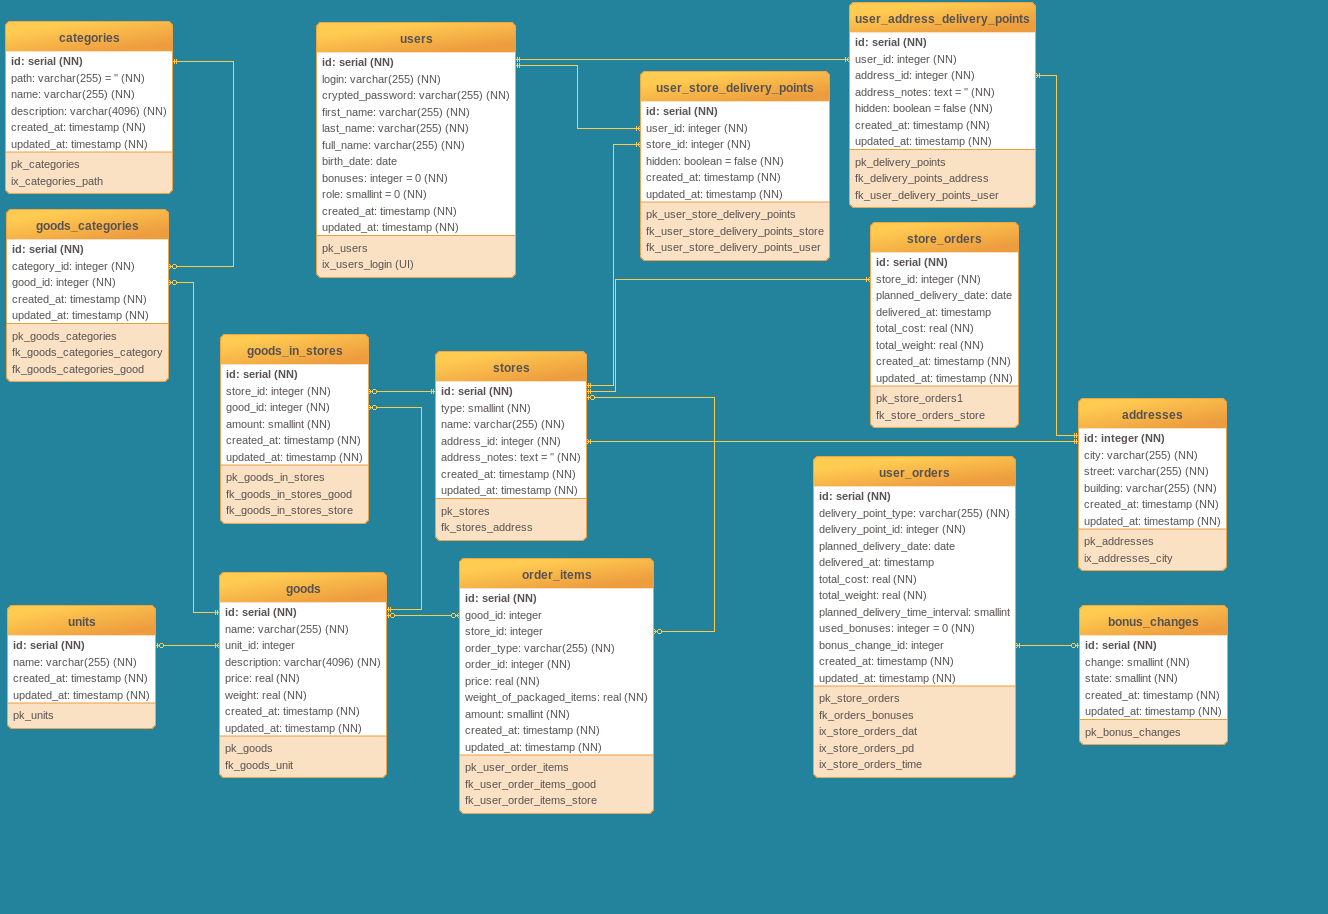 categories
id: serial (NN)
path: varchar(255) = '' (NN)
name: varchar(255) (NN)
description: varchar(4096) (NN)
created_at: timestamp (NN)
updated_at: timestamp (NN)
pk_categories
ix_categories_path
goods_categories
id: serial (NN)
category_id: integer (NN)
good_id: integer (NN)
created_at: timestamp (NN)
updated_at: timestamp (NN)
pk_goods_categories
fk_goods_categories_category
fk_goods_categories_good
users
id: serial (NN)
login: varchar(255) (NN)
crypted_password: varchar(255) (NN)
first_name: varchar(255) (NN)
last_name: varchar(255) (NN)
full_name: varchar(255) (NN)
birth_date: date
bonuses: integer = 0 (NN)
role: smallint = 0 (NN)
created_at: timestamp (NN)
updated_at: timestamp (NN)
pk_users
ix_users_login (UI)
user_store_delivery_points
id: serial (NN)
user_id: integer (NN)
store_id: integer (NN)
hidden: boolean = false (NN)
created_at: timestamp (NN)
updated_at: timestamp (NN)
pk_user_store_delivery_points
fk_user_store_delivery_points_store
fk_user_store_delivery_points_user
user_address_delivery_points
id: serial (NN)
user_id: integer (NN)
address_id: integer (NN)
address_notes: text = '' (NN)
hidden: boolean = false (NN)
created_at: timestamp (NN)
updated_at: timestamp (NN)
pk_delivery_points
fk_delivery_points_address
fk_user_delivery_points_user
store_orders
id: serial (NN)
store_id: integer (NN)
planned_delivery_date: date
delivered_at: timestamp
total_cost: real (NN)
total_weight: real (NN)
created_at: timestamp (NN)
updated_at: timestamp (NN)
pk_store_orders1
fk_store_orders_store
goods_in_stores
id: serial (NN)
store_id: integer (NN)
good_id: integer (NN)
amount: smallint (NN)
created_at: timestamp (NN)
updated_at: timestamp (NN)
pk_goods_in_stores
fk_goods_in_stores_good
fk_goods_in_stores_store
stores
id: serial (NN)
type: smallint (NN)
name: varchar(255) (NN)
address_id: integer (NN)
address_notes: text = '' (NN)
created_at: timestamp (NN)
updated_at: timestamp (NN)
pk_stores
fk_stores_address
addresses
id: integer (NN)
city: varchar(255) (NN)
street: varchar(255) (NN)
building: varchar(255) (NN)
created_at: timestamp (NN)
updated_at: timestamp (NN)
pk_addresses
ix_addresses_city
user_orders
id: serial (NN)
delivery_point_type: varchar(255) (NN)
delivery_point_id: integer (NN)
planned_delivery_date: date
delivered_at: timestamp
total_cost: real (NN)
total_weight: real (NN)
planned_delivery_time_interval: smallint
used_bonuses: integer = 0 (NN)
bonus_change_id: integer
created_at: timestamp (NN)
updated_at: timestamp (NN)
pk_store_orders
fk_orders_bonuses
ix_store_orders_dat
ix_store_orders_pd
ix_store_orders_time
units
id: serial (NN)
name: varchar(255) (NN)
created_at: timestamp (NN)
updated_at: timestamp (NN)
pk_units
goods
id: serial (NN)
name: varchar(255) (NN)
unit_id: integer
description: varchar(4096) (NN)
price: real (NN)
weight: real (NN)
created_at: timestamp (NN)
updated_at: timestamp (NN)
pk_goods
fk_goods_unit
order_items
id: serial (NN)
good_id: integer
store_id: integer
order_type: varchar(255) (NN)
order_id: integer (NN)
price: real (NN)
weight_of_packaged_items: real (NN)
amount: smallint (NN)
created_at: timestamp (NN)
updated_at: timestamp (NN)
pk_user_order_items
fk_user_order_items_good
fk_user_order_items_store
bonus_changes
id: serial (NN)
change: smallint (NN)
state: smallint (NN)
created_at: timestamp (NN)
updated_at: timestamp (NN)
pk_bonus_changes